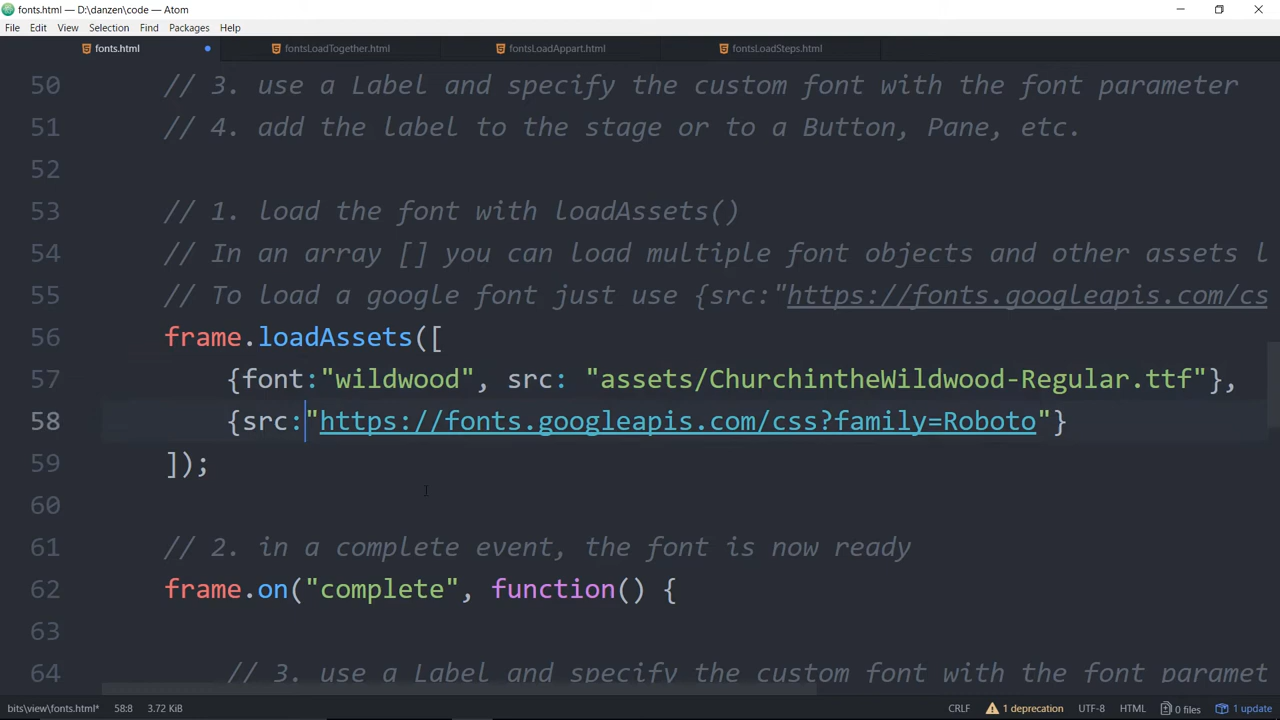 fonts.html — D:\danzen\code — Atom
File Edit View Selection Find Packages Help
fonts.html fontsLoadTogether.html fontsLoadAppart.html fontsLoadSteps.html
50 // 3. use a Label and specify the custom font with the font parameter
51 // 4. add the label to the stage or to a Button, Pane, etc.
52
53 // 1. load the font with loadAssets()
54 // In an array [] you can load multiple font objects and other assets l
55 // To load a google font just use {src:"https://fonts.googleapis.com/cs
56 frame.loadAssets([
57 {font:"wildwood", src: "assets/ChurchintheWildwood-Regular.ttf"},
58 {src:"https://fonts.googleapis.com/css?family=Roboto"}
59 ]);
60
61 // 2. in a complete event, the font is now ready
62 frame.on("complete", function() {
63
64 // 3. use a Label and specify the custom font with the font paramet
bits\view\fonts.html* 58:8 3.72 KiB CRLF 1 deprecation UTF-8 HTML 0 files 1 update